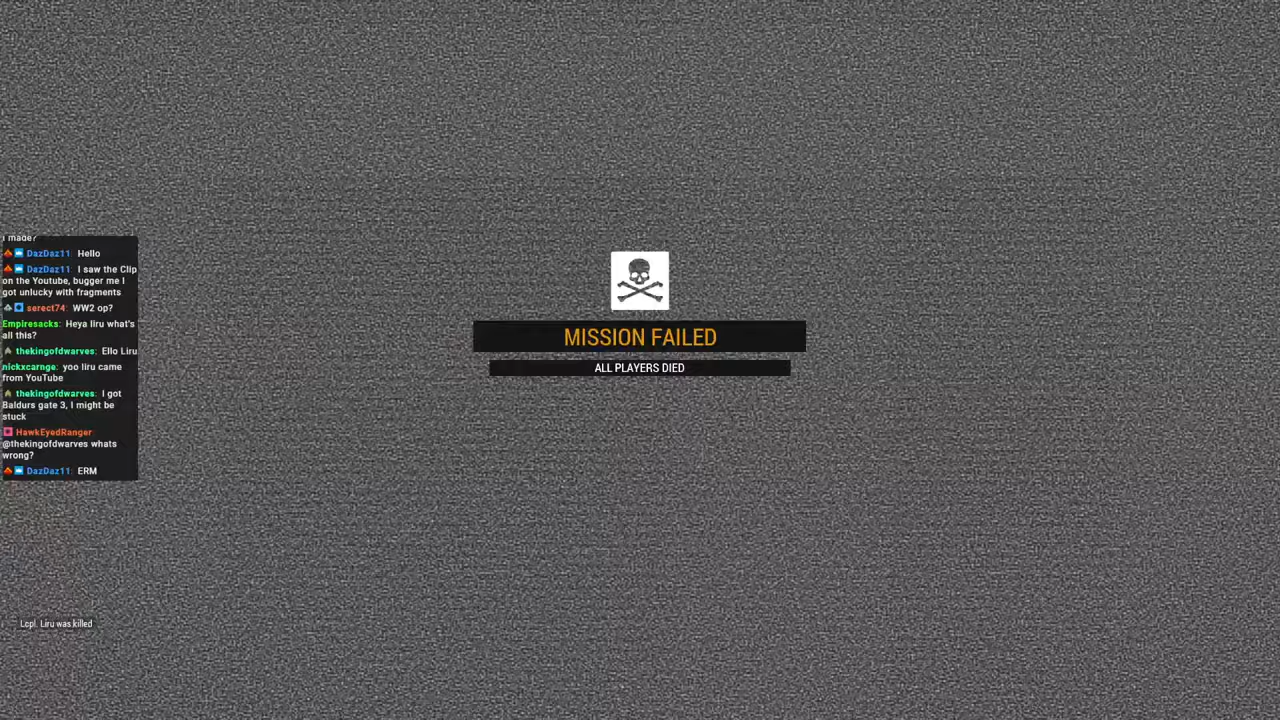 I made?
DazDaz11: Hello
DazDaz11: I saw the Clip
on the Youtube, bugger me I
got unlucky with fragments
serect74: WW2 op?
Empiresacks: Heya liru what's
all this?
thekingofdwarves: Ello Liru
nickxcarnge: yoo liru came
from YouTube
thekingofdwarves: I got
Baldurs gate 3, I might be
stuck
HawkEyedRanger:
@thekingofdwarves whats
wrong?
DazDaz11: ERM
MISSION FAILED
ALL PLAYERS DIED
Lcpl. Liru was killed